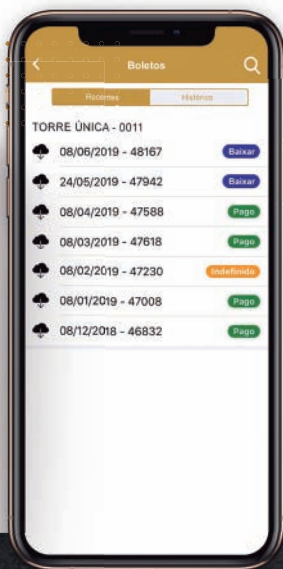 Boletos
Recentes Histórico
TORRE ÚNICA - 0011
08/06/2019 - 48167 Baixar
24/05/2019 - 47942 Baixar
08/04/2019 - 47588 Pago
08/03/2019 - 47618 Pago
08/02/2019 - 47230 Indefinido
08/01/2019 - 47008 Pago
08/12/2018 - 46832 Pago